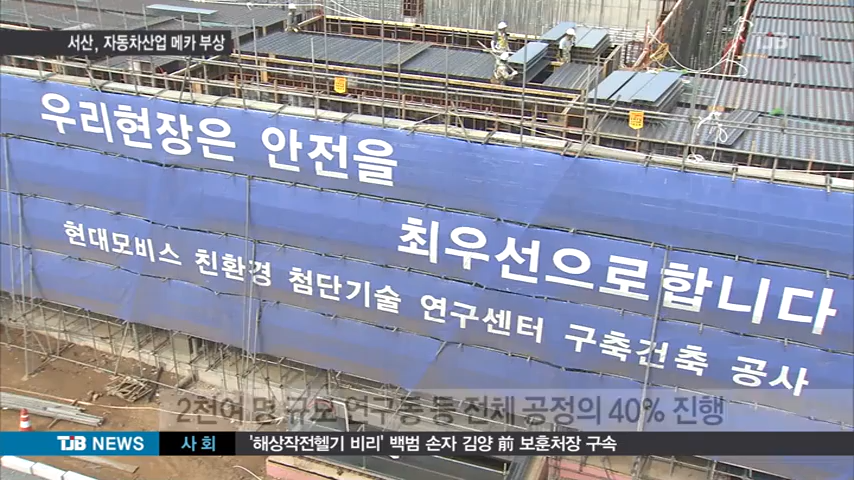 서산, 자동차산업 메카 부상
TJB
우리현장은 안전을
최우선으로합니다
현대모비스 친환경 첨단기술 연구센터 구축건축 공사
2천여 명 규모 연구동 등 전체 공정의 40% 진행
TJB NEWS 사 회 '해상작전헬기 비리' 백범 손자 김양 前 보훈처장 구속